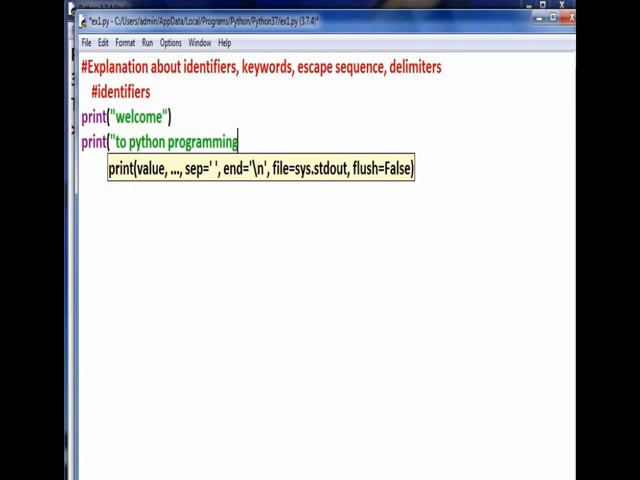 *ex1.py - C:/Users/admin/AppData/Local/Programs/Python/Python37/ex1.py (3.7.4)*
File Edit Format Run Options Window Help
#Explanation about identifiers, keywords, escape sequence, delimiters
#identifiers
print("welcome")
print("to python programming
print(value, ..., sep=' ', end='\n', file=sys.stdout, flush=False)